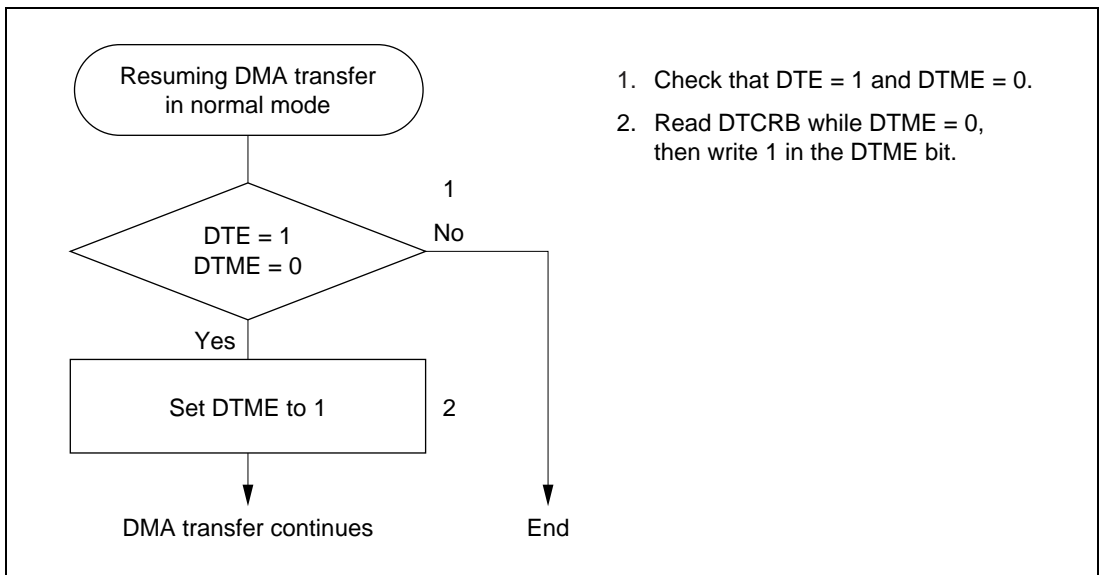 Resuming DMA transfer
in normal mode
1. Check that DTE = 1 and DTME = 0.
2. Read DTCRB while DTME = 0,
then write 1 in the DTME bit.
1
DTE = 1
DTME = 0
No
Yes
Set DTME to 1
2
DMA transfer continues
End